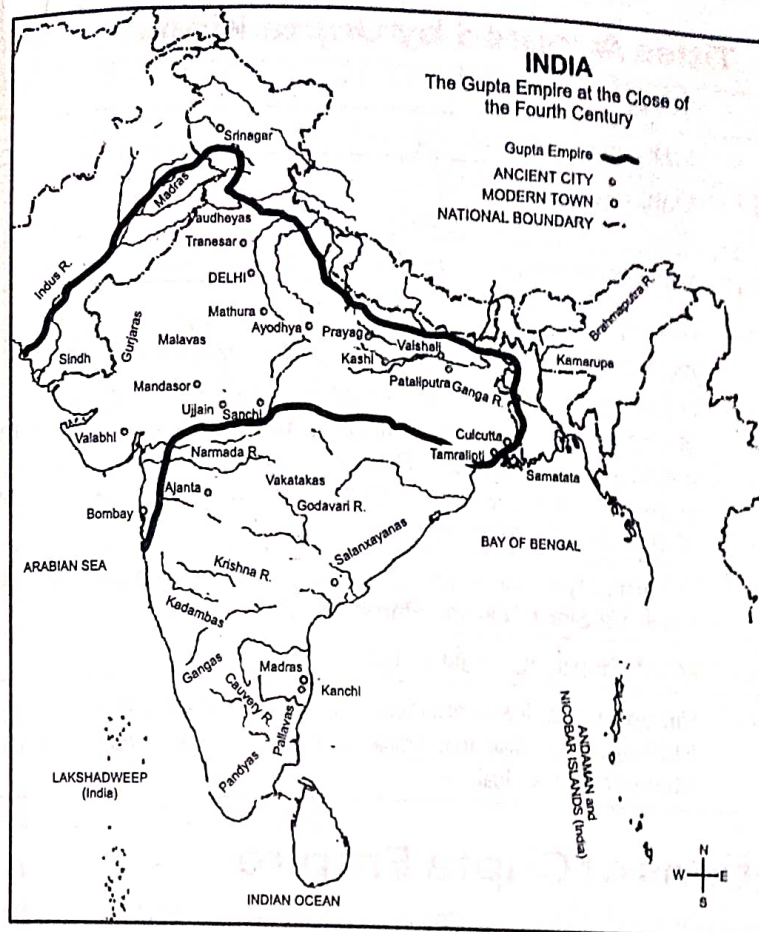 INDIA
The Gupta Empire at the Close of
the Fourth Century
Gupta Empire
ANCIENT CITY
MODERN TOWN
NATIONAL BOUNDARY
Srinagar
Madras
Yaudheyas
Tranesar
Indus R.
DELHI
Brahmaputra R.
Mathura
Gurjaras
Malavas
Ayodhya
Prayag
Vaishali
Sindh
Kashi
Kamarupa
Mandasor
Pataliputra
Ganga R.
Ujjain
Sanchi
Valabhi
Culcutta
Narmada R.
Tamralipti
Samatata
Ajanta
Vakatakas
Godavari R.
Bombay
Salanxayanas
BAY OF BENGAL
ARABIAN SEA
Krishna R.
Kadambas
Gangas
Madras
Kanchi
Cauvery R.
Pallavas
ANDAMAN and
NICOBAR ISLANDS (India)
LAKSHADWEEP
(India)
Pandyas
N
W E
S
INDIAN OCEAN